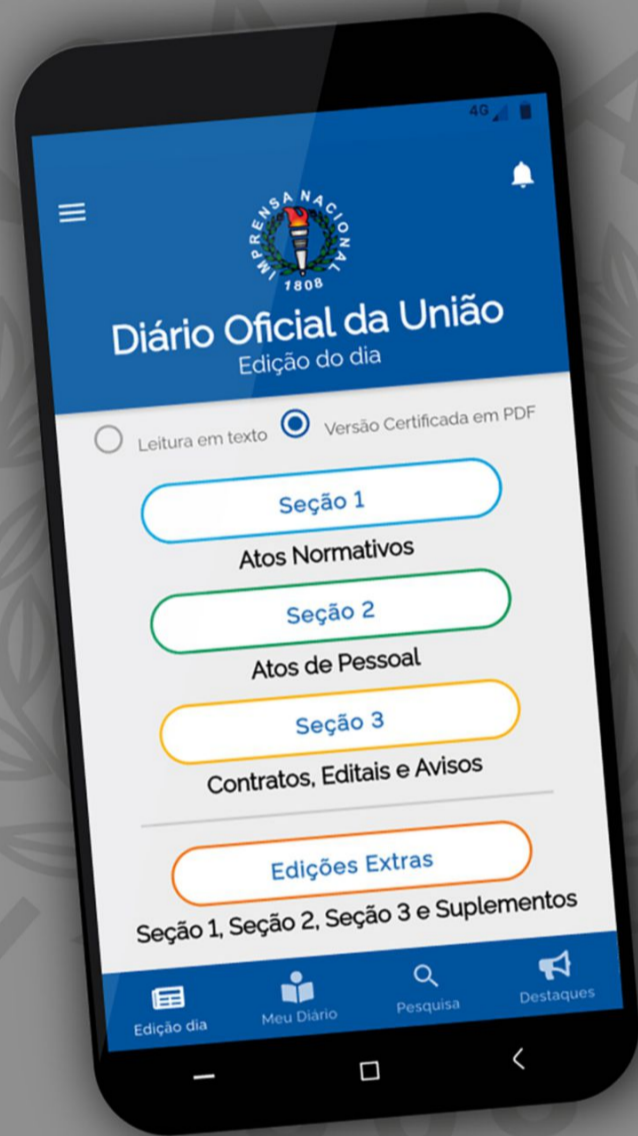 4G
IMPRENSA NACIONAL
1808
Diário Oficial da União
Edição do dia
Leitura em texto Versão Certificada em PDF
Seção 1
Atos Normativos
Seção 2
Atos de Pessoal
Seção 3
Contratos, Editais e Avisos
Edições Extras
Seção 1, Seção 2, Seção 3 e Suplementos
Edição dia Meu Diário Pesquisa Destaques